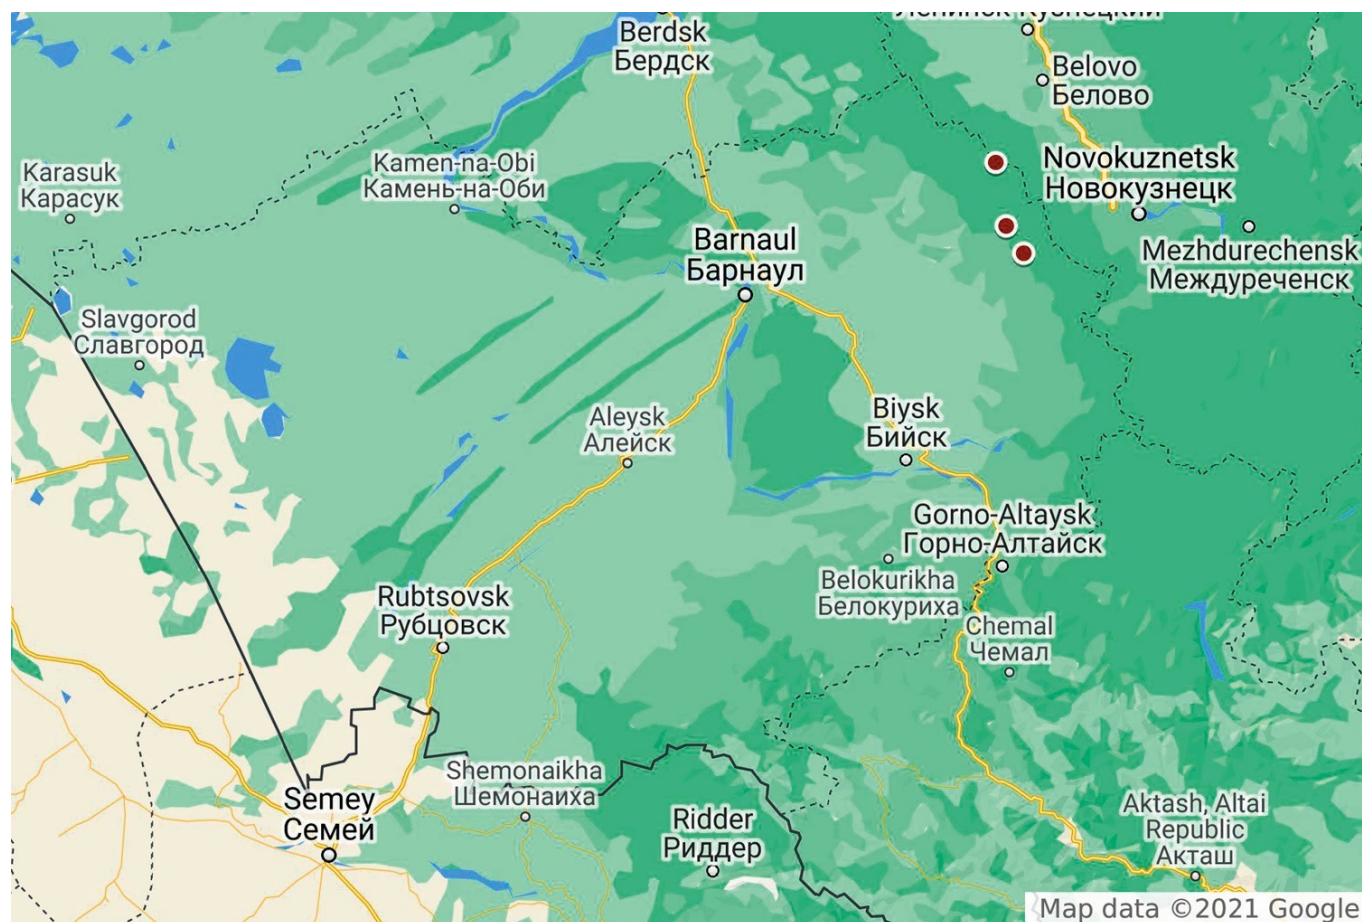 Berdsk
Бердск
Ленинск-Кузнецкий
Belovo
Белово
Karasuk
Карасук
Kamen-na-Obi
Камень-на-Оби
Novokuznetsk
Новокузнецк
Barnaul
Барнаул
Mezhdurechensk
Междуреченск
Slavgorod
Славгород
Aleysk
Алейск
Biysk
Бийск
Gorno-Altaysk
Горно-Алтайск
Belokurikha
Белокуриха
Rubtsovsk
Рубцовск
Chemal
Чемал
Shemonaikha
Шемонаиха
Semey
Семей
Ridder
Риддер
Aktash, Altai
Republic
Акташ
Map data ©2021 Google